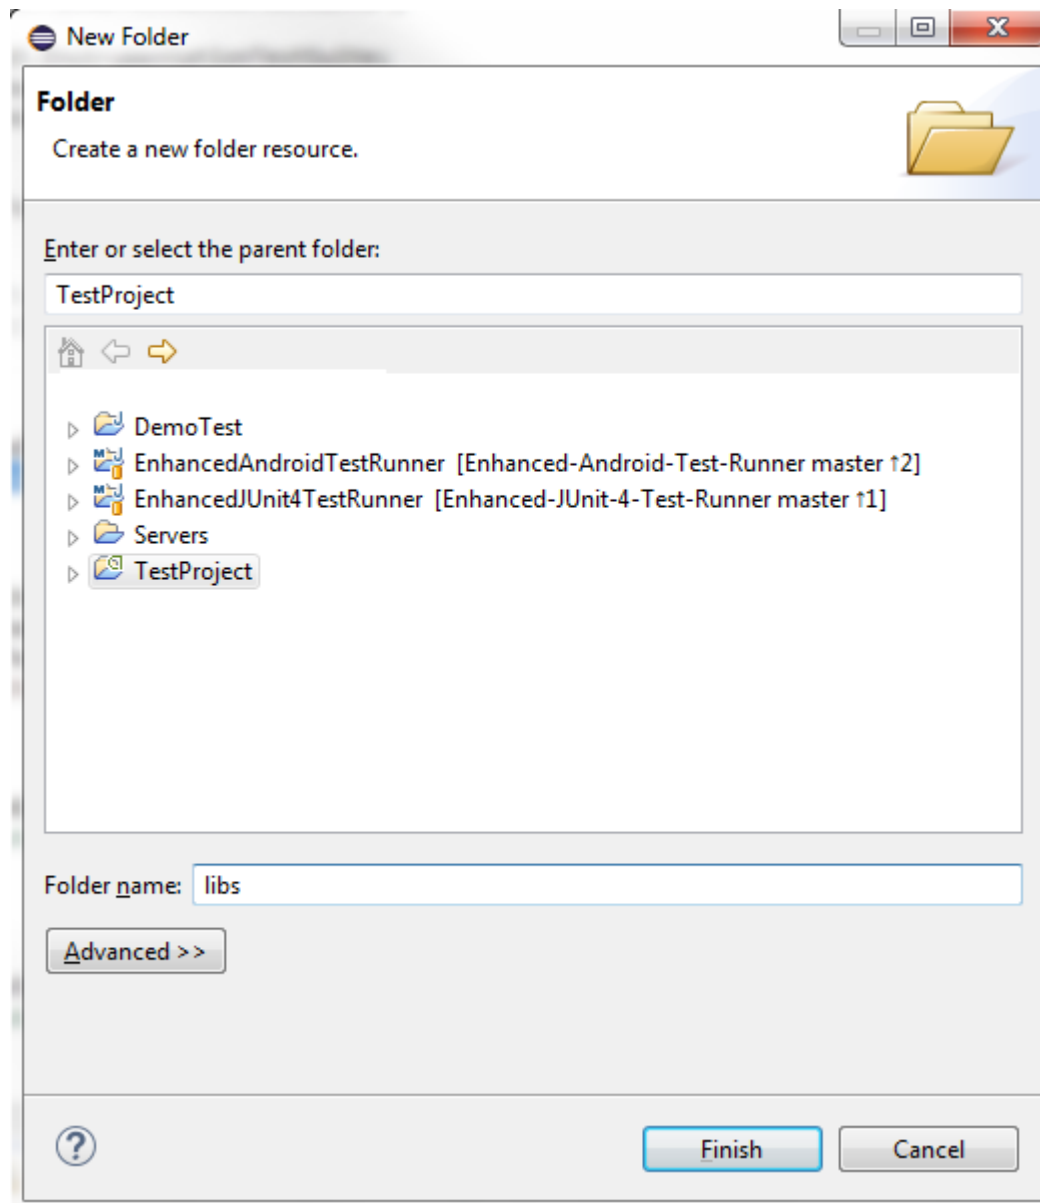 New Folder
Folder
Create a new folder resource.
Enter or select the parent folder:
TestProject
DemoTest
EnhancedAndroidTestRunner [Enhanced-Android-Test-Runner master ↑2]
EnhancedJUnit4TestRunner [Enhanced-JUnit-4-Test-Runner master ↑1]
Servers
TestProject
Folder name: libs
Advanced >>
Finish Cancel